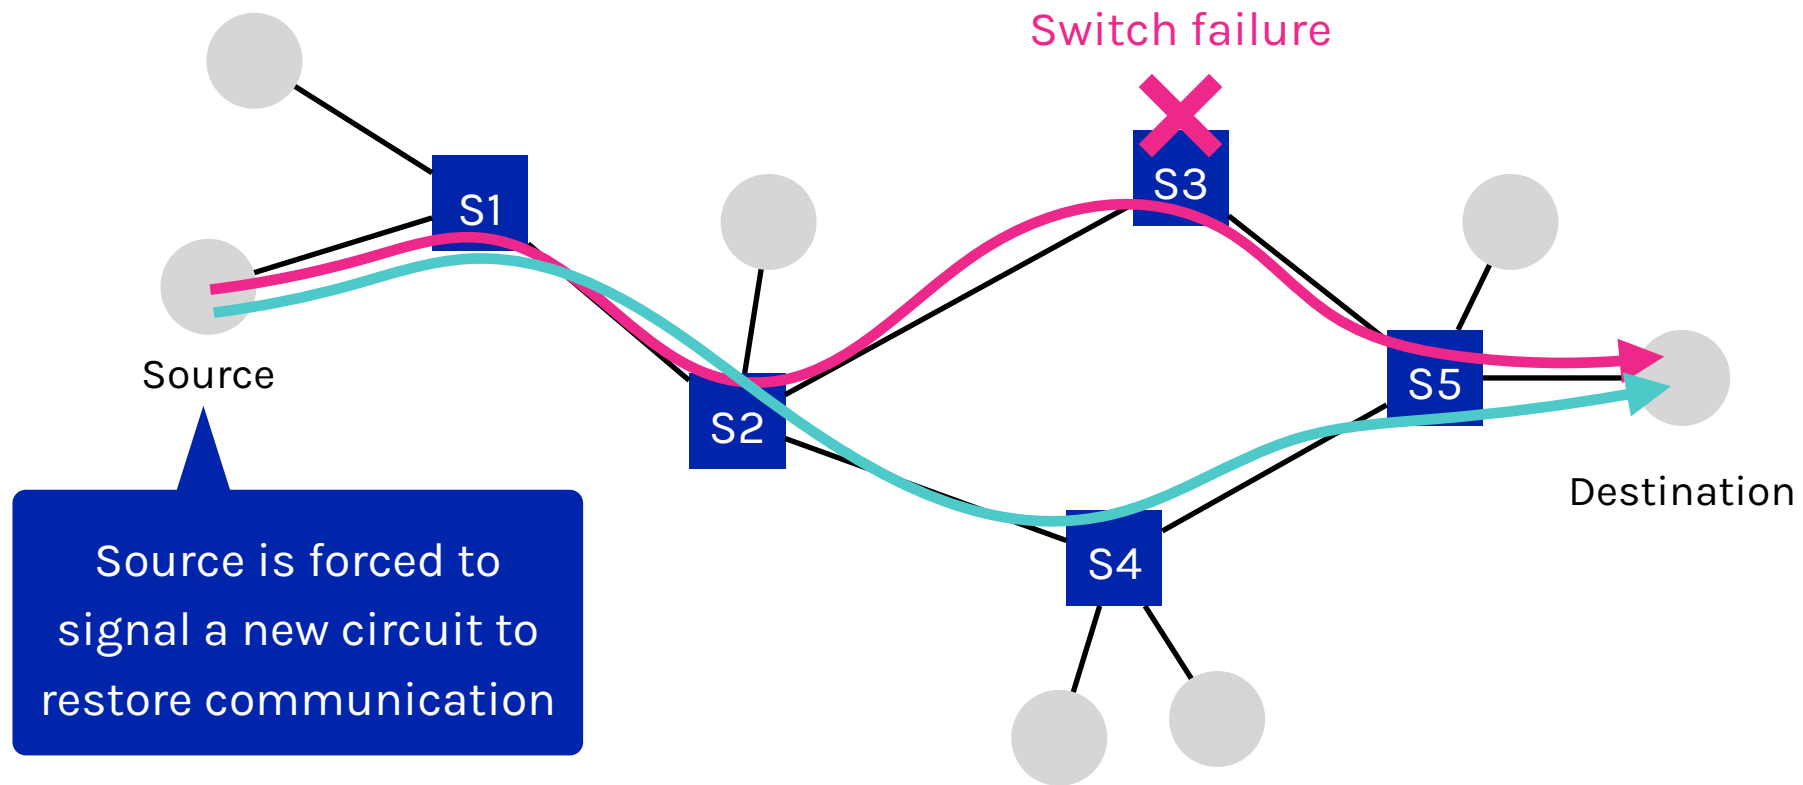 Switch failure
S1
S3
Source
S2
S5
Destination
S4
Source is forced to
signal a new circuit to
restore communication